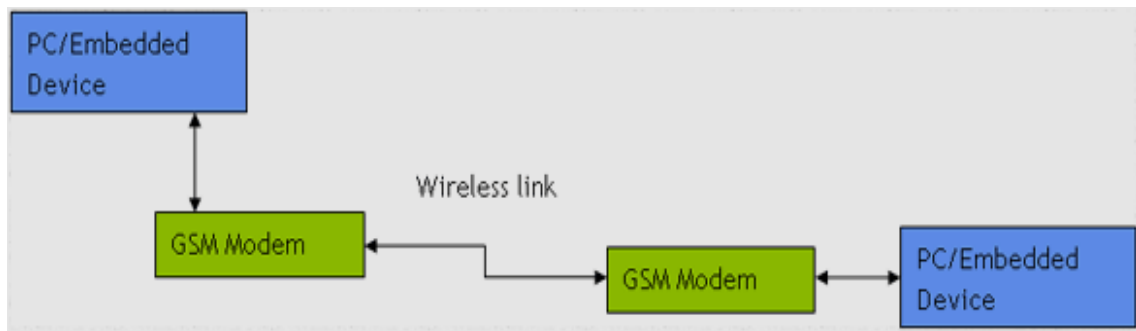 PC/Embedded
Device
Wireless link
GSM Modem
GSM Modem
PC/Embedded
Device